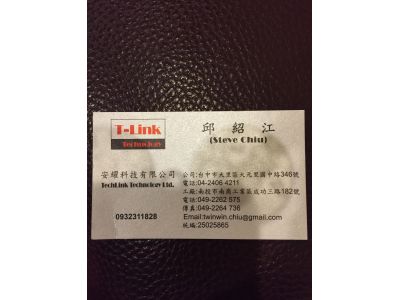 T-Link
Technology
邱 紹 江
(Steve Chiu)
安耀科技有限公司
TechLink Technology Ltd.
0932311828
公司:台中市大里區大元里國中路346號
電話:04-2406 4211
工廠:南投市南崗工業區成功三路182號
電話:049-2262 575
傳真:049-2264 736
Email:twinwin.chiu@gmail.com
統編:25025865